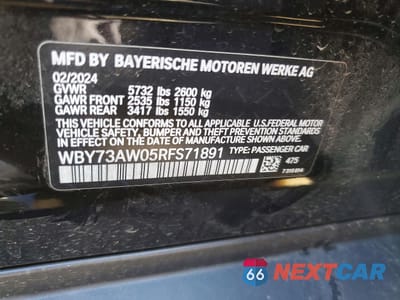 MFD BY BAYERISCHE MOTOREN WERKE AG
02/2024
GVWR 5732 lbs 2600 kg
GAWR FRONT 2535 lbs 1150 kg
GAWR REAR 3417 lbs 1550 kg
THIS VEHICLE CONFORMS TO ALL APPLICABLE U.S. FEDERAL MOTOR
VEHICLE SAFETY, BUMPER, AND THEFT PREVENTION STANDARDS IN
EFFECT ON THE DATE OF MANUFACTURE SHOWN ABOVE.
WBY73AW05RFS71891 TYPE: PASSENGER CAR
475
66 NEXTCAR